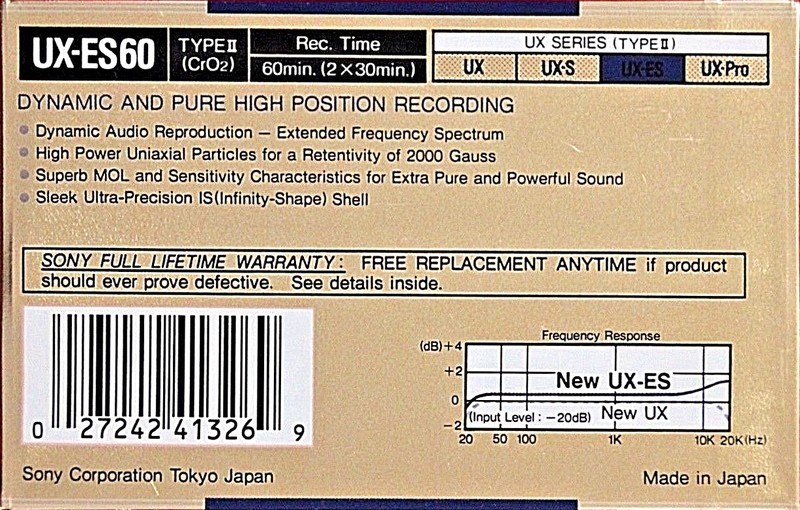 UX-ES60
TYPE II
(CrO2)
Rec. Time
60min. (2×30min.)
UX SERIES (TYPE II)
UX UX-S UX-ES UX-Pro
DYNAMIC AND PURE HIGH POSITION RECORDING
Dynamic Audio Reproduction — Extended Frequency Spectrum
High Power Uniaxial Particles for a Retentivity of 2000 Gauss
Superb MOL and Sensitivity Characteristics for Extra Pure and Powerful Sound
Sleek Ultra-Precision IS(Infinity-Shape) Shell
SONY FULL LIFETIME WARRANTY: FREE REPLACEMENT ANYTIME if product
should ever prove defective. See details inside.
0 27242 41326 9
Frequency Response
(dB)+4
+2
0
−2
New UX-ES
(Input Level : −20dB) New UX
20 50 100 1K 10K 20K(Hz)
Sony Corporation Tokyo Japan
Made in Japan